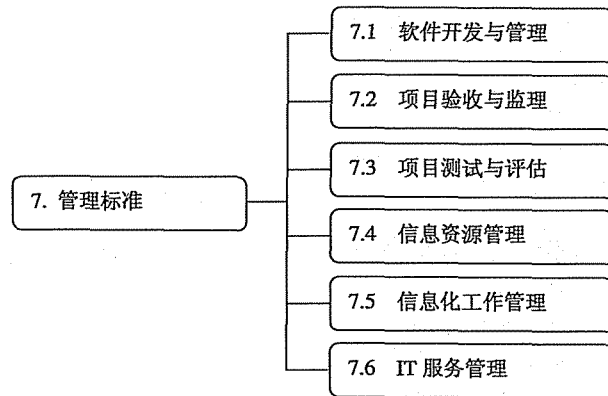 7.1 软件开发与管理
7.2 项目验收与监理
7.3 项目测试与评估
7. 管理标准
7.4 信息资源管理
7.5 信息化工作管理
7.6 IT 服务管理